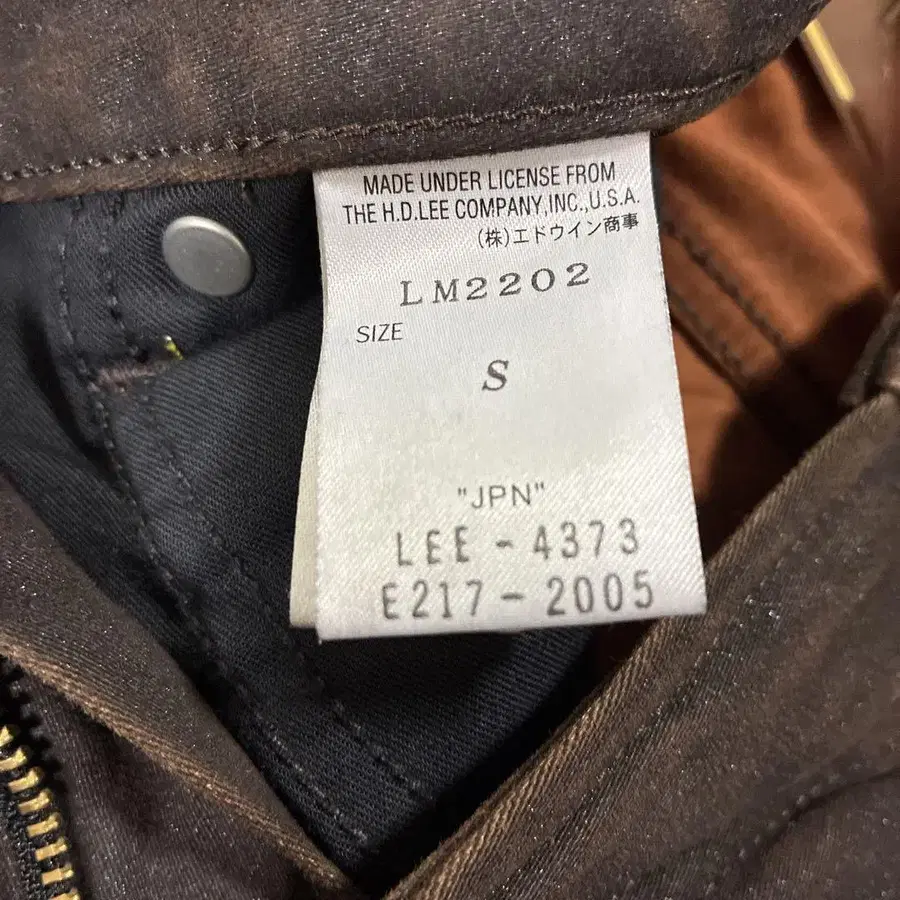 MADE UNDER LICENSE FROM
THE H.D.LEE COMPANY,INC.,U.S.A.
(株)エドウイン商事
LM2202
SIZE
S
"JPN"
LEE-4373
E217-2005